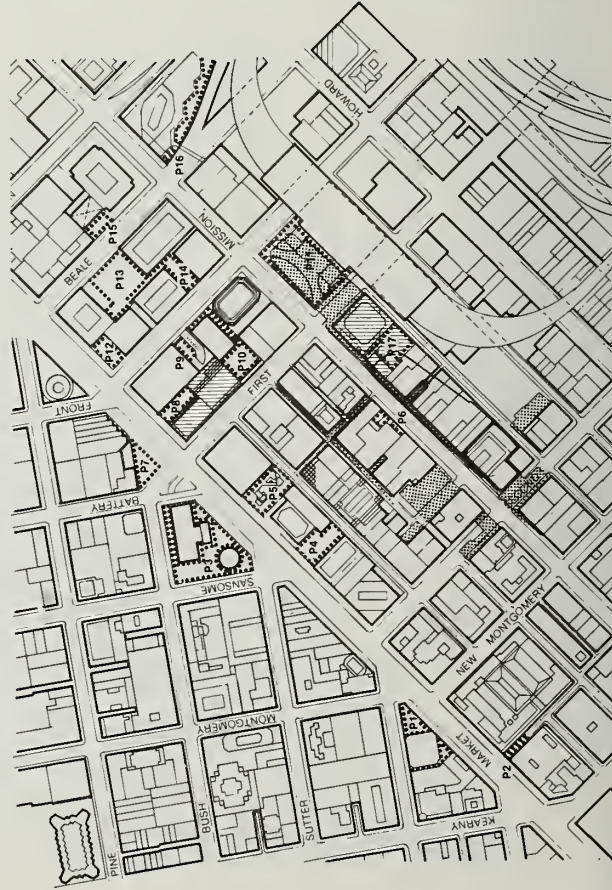 HOWARD
P16
MISSION
BEALE
P15
P13
P14
P12
P9
P10
P8
FIRST
FRONT
P7
BATTERY
P6
P5
P4
P3
SANSOME
NEW MONTGOMERY
MONTGOMERY
MARKET
P1
P2
KEARNY
PINE
BUSH
SUTTER